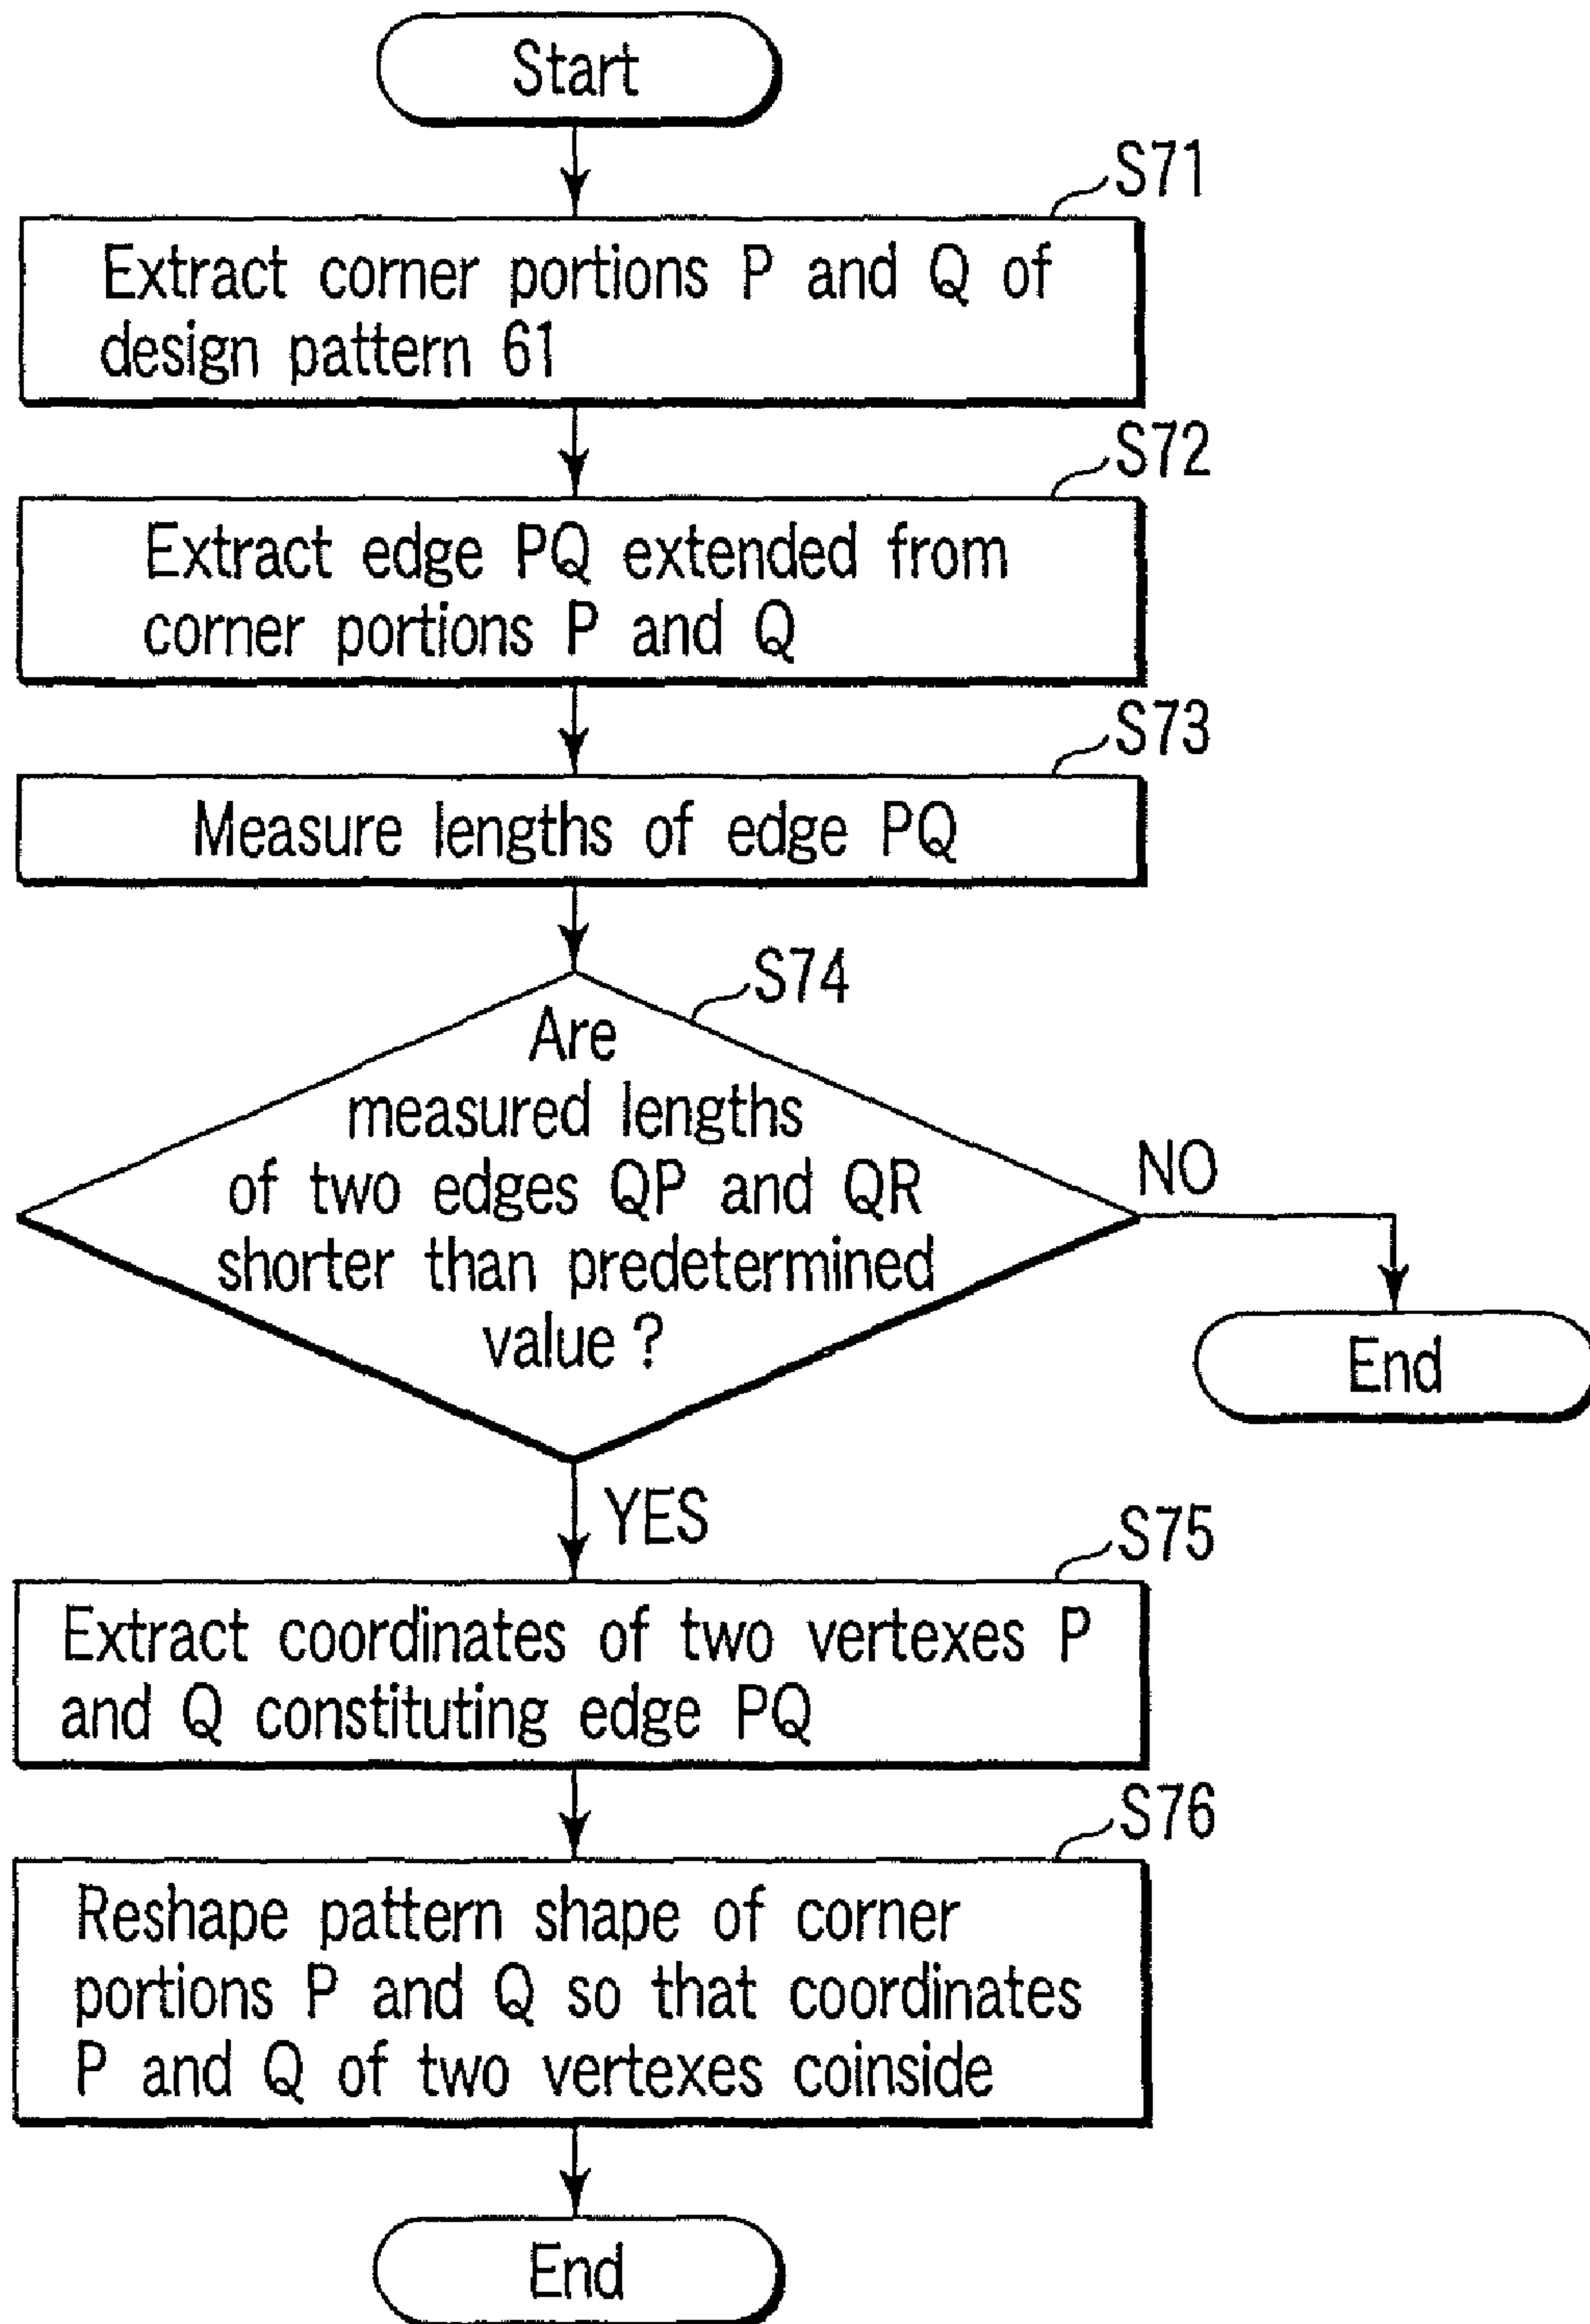 Start
S71
Extract corner portions P and Q of
design pattern 61
S72
Extract edge PQ extended from
corner portions P and Q
S73
Measure lengths of edge PQ
S74
Are
measured lengths
of two edges QP and QR
shorter than predetermined
value ?
NO
End
YES
S75
Extract coordinates of two vertexes P
and Q constituting edge PQ
S76
Reshape pattern shape of corner
portions P and Q so that coordinates
P and Q of two vertexes coinside
End